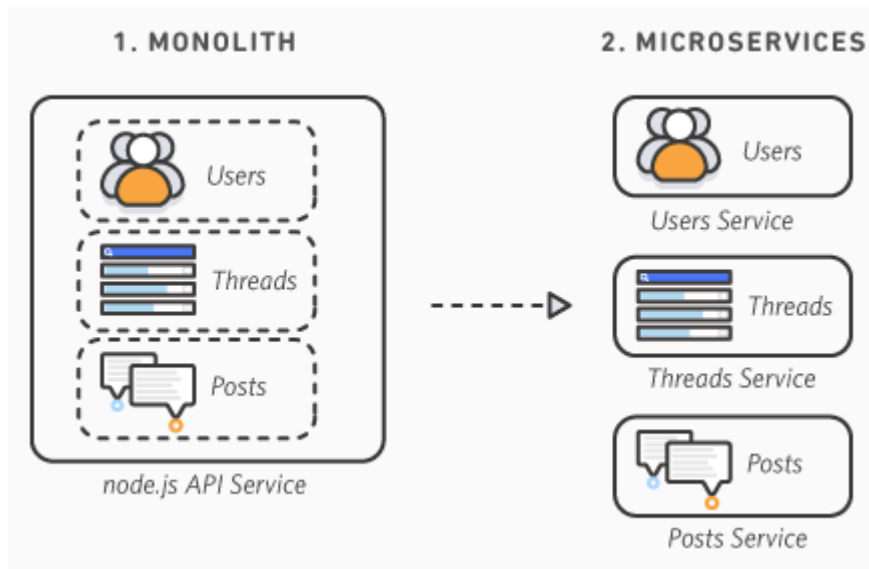 1. MONOLITH
2. MICROSERVICES
Users
Threads
Posts
node.js API Service
Users
Users Service
Threads
Threads Service
Posts
Posts Service